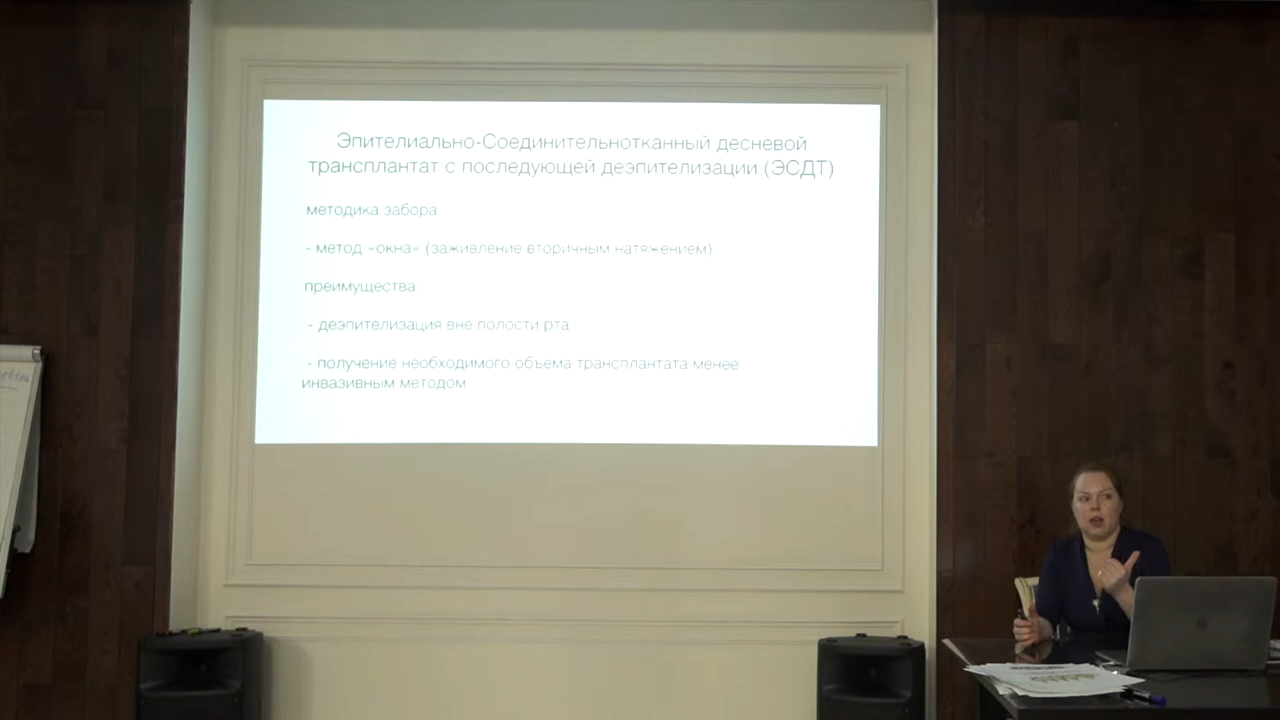 Эпителиально-Соединительнотканный десневой
трансплантат с последующей деэпителизации (ЭСДТ)
методика забора
- метод «окна» (заживление вторичным натяжением)
преимущества
- деэпителизация вне полости рта
- получение необходимого объема трансплантата менее
инвазивным методом